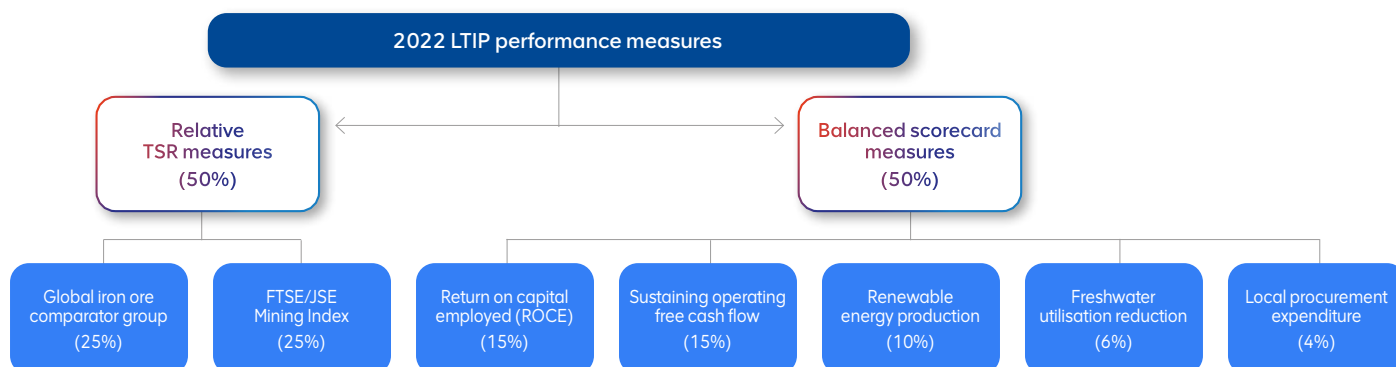 2022 LTIP performance measures
Relative
TSR measures
(50%)
Balanced scorecard
measures
(50%)
Global iron ore
comparator group
(25%)
FTSE/JSE
Mining Index
(25%)
Return on capital
employed (ROCE)
(15%)
Sustaining operating
free cash flow
(15%)
Renewable
energy production
(10%)
Freshwater
utilisation reduction
(6%)
Local procurement
expenditure
(4%)